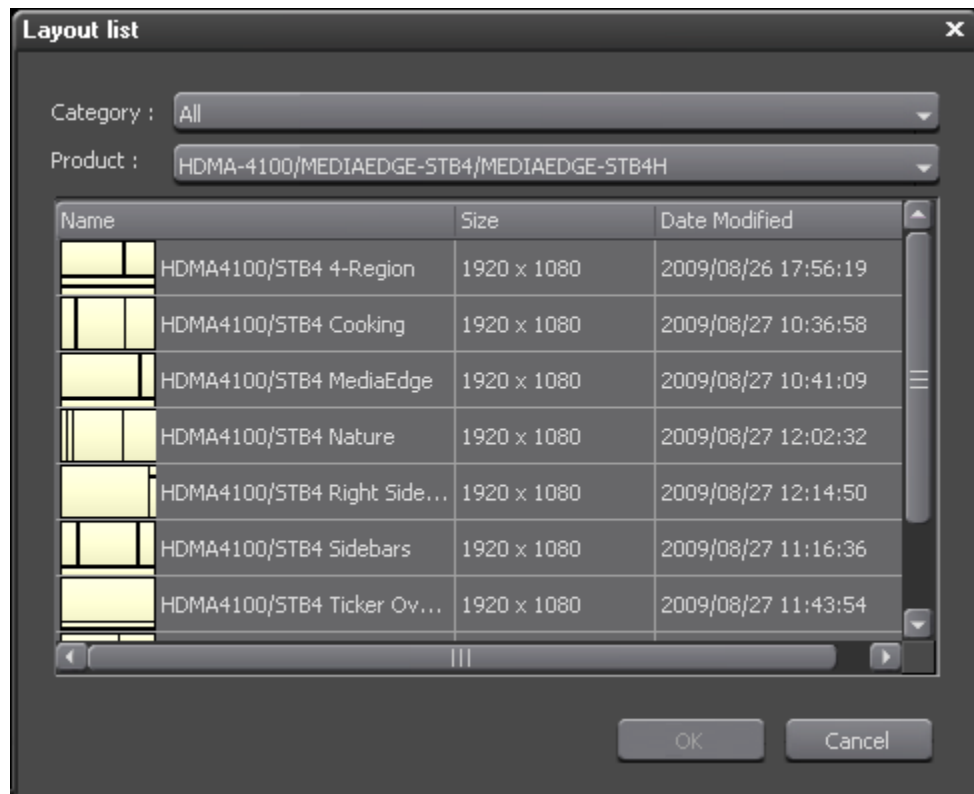 Layout list
Category : All
Product : HDMA-4100/MEDIAEDGE-STB4/MEDIAEDGE-STB4H
Name Size Date Modified
HDMA4100/STB4 4-Region 1920 x 1080 2009/08/26 17:56:19
HDMA4100/STB4 Cooking 1920 x 1080 2009/08/27 10:36:58
HDMA4100/STB4 MediaEdge 1920 x 1080 2009/08/27 10:41:09
HDMA4100/STB4 Nature 1920 x 1080 2009/08/27 12:02:32
HDMA4100/STB4 Right Side... 1920 x 1080 2009/08/27 12:14:50
HDMA4100/STB4 Sidebars 1920 x 1080 2009/08/27 11:16:36
HDMA4100/STB4 Ticker Ov... 1920 x 1080 2009/08/27 11:43:54
OK Cancel